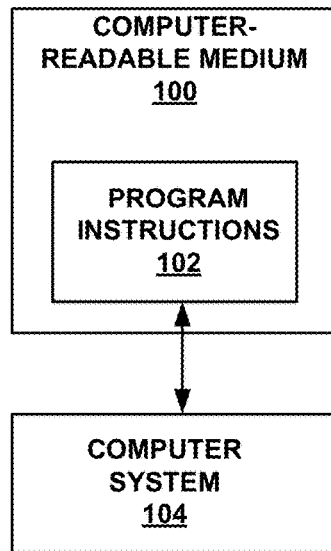 COMPUTER-
READABLE MEDIUM
100
PROGRAM
INSTRUCTIONS
102
COMPUTER
SYSTEM
104